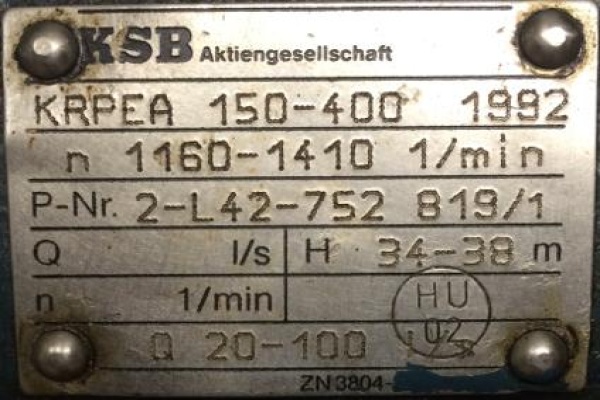 KSB Aktiengesellschaft
KRPEA 150-400 1992
n 1160-1410 1/min
P-Nr. 2-L42-752 819/1
Q l/s H 34-38 m
n 1/min HU
02
Q 20-100
ZN 3804-